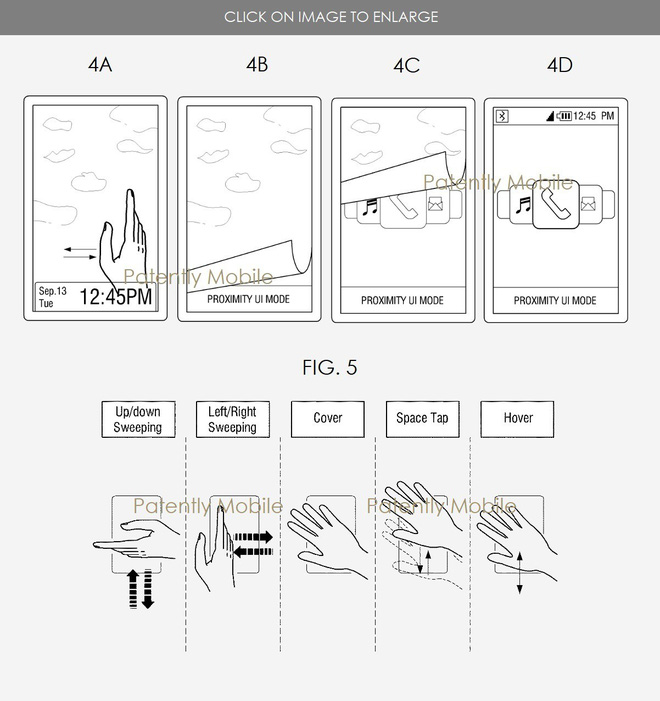 CLICK ON IMAGE TO ENLARGE
4A 4B 4C 4D
12:45 PM
Patently Mobile
Patently Mobile
Sep.13
Tue
12:45PM
PROXIMITY UI MODE
PROXIMITY UI MODE
PROXIMITY UI MODE
FIG. 5
Up/down
Sweeping
Left/Right
Sweeping
Cover
Space Tap
Hover
Patently Mobile
Patently Mobile